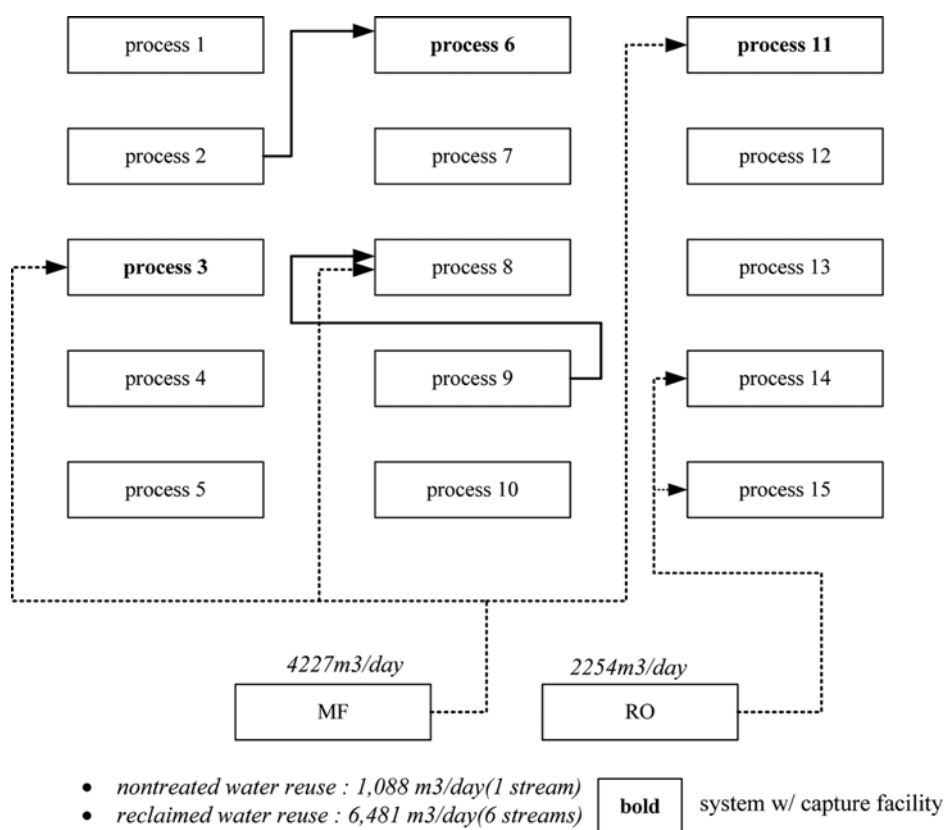 process 1
process 6
process 11
process 2
process 7
process 12
process 3
process 8
process 13
process 4
process 9
process 14
process 5
process 10
process 15
4227m3/day
2254m3/day
MF
RO
• nontreated water reuse : 1,088 m3/day(1 stream)
• reclaimed water reuse : 6,481 m3/day(6 streams)
bold
system w/ capture facility